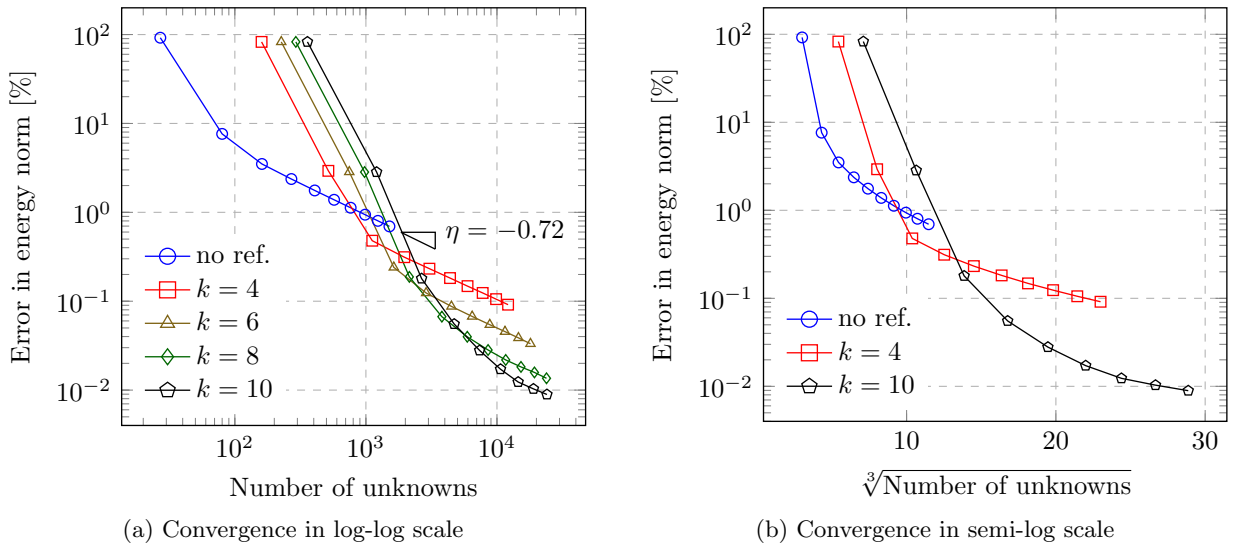 Error in energy norm [%]
10^2
10^1
10^0
10^{-1}
10^{-2}
η = −0.72
no ref.
k = 4
k = 6
k = 8
k = 10
10^2
10^3
10^4
Number of unknowns
(a) Convergence in log-log scale
Error in energy norm [%]
10^2
10^1
10^0
10^{-1}
10^{-2}
no ref.
k = 4
k = 10
10
20
30
∛Number of unknowns
(b) Convergence in semi-log scale